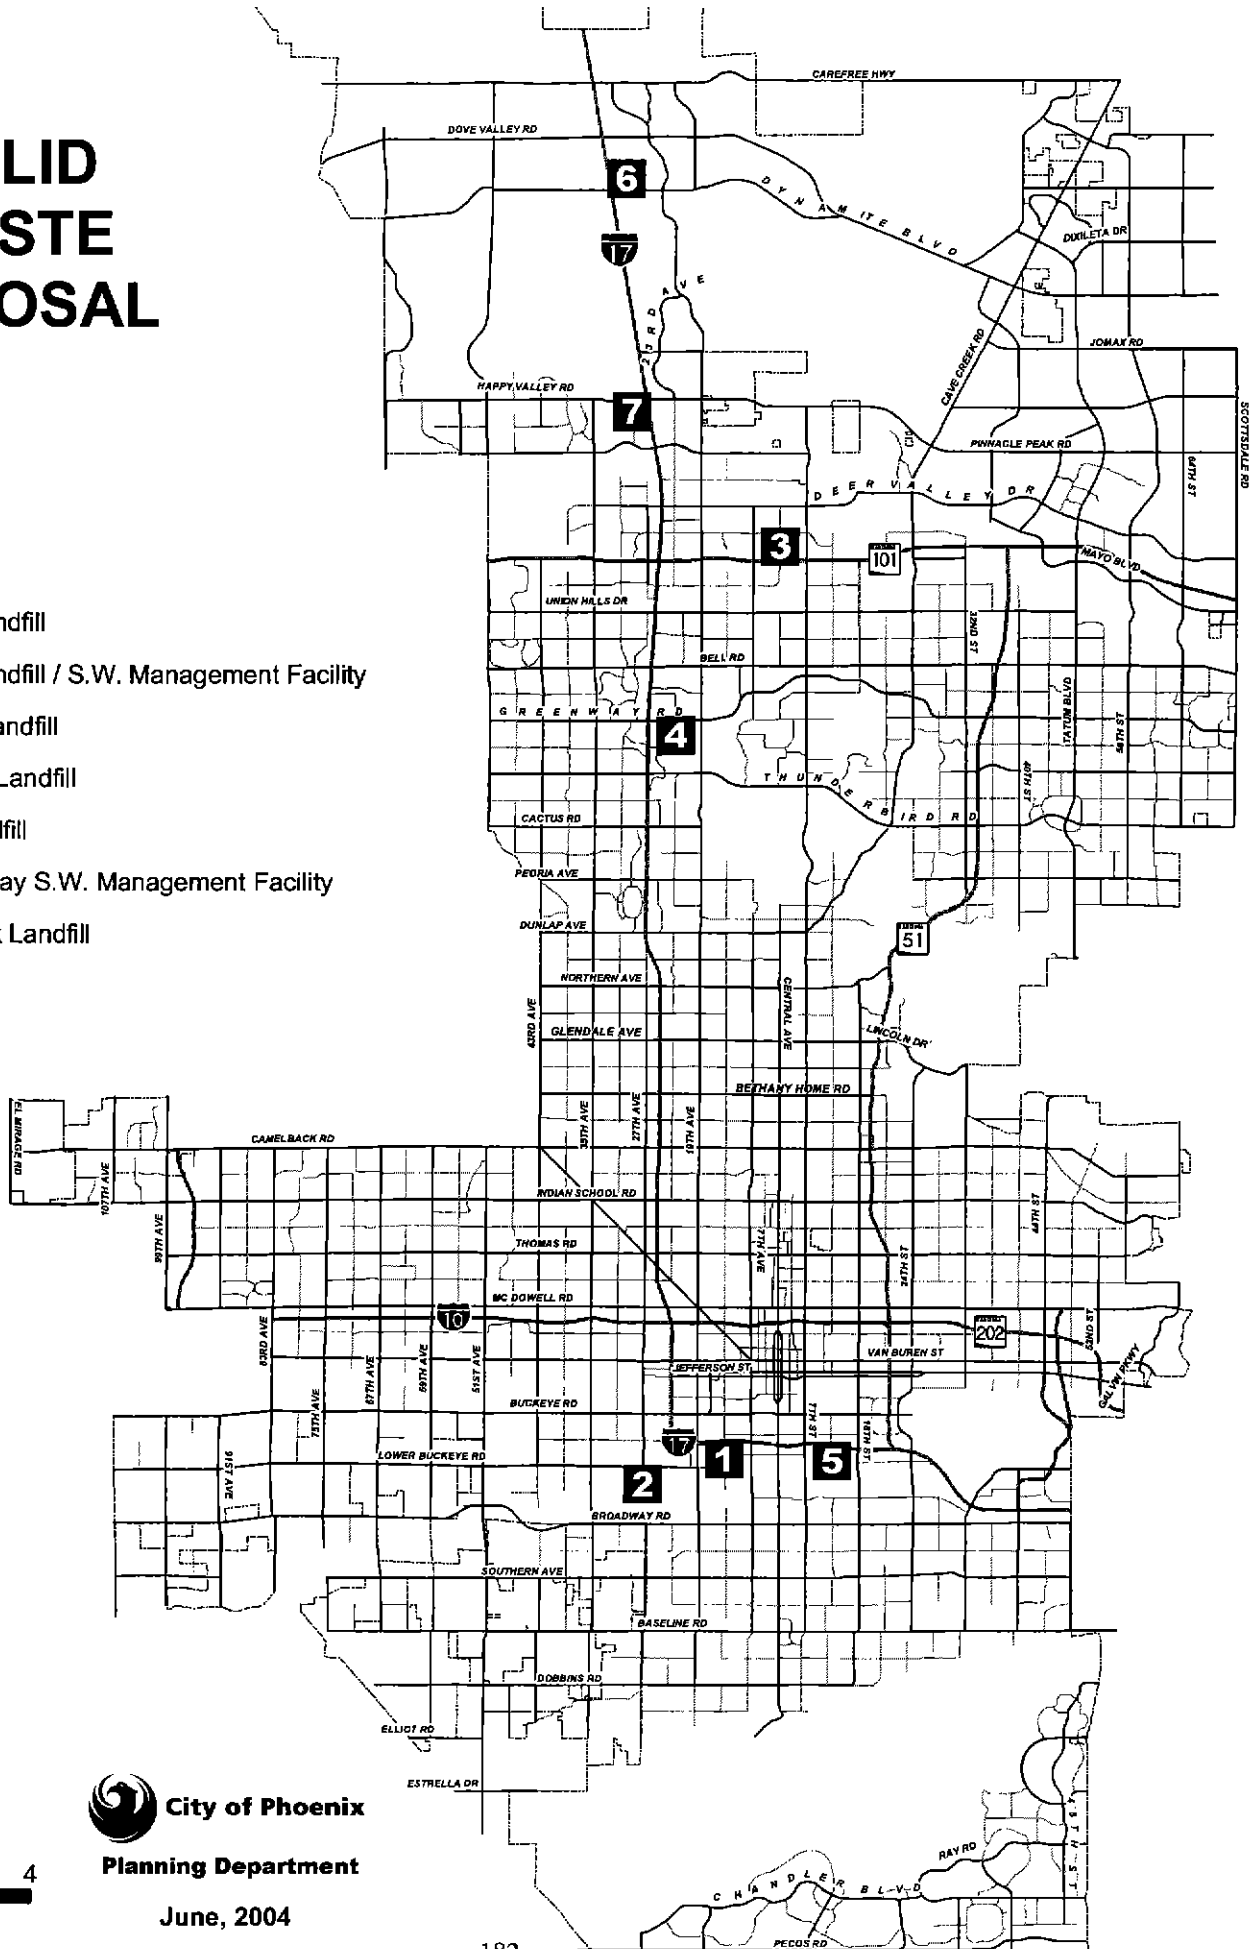 LID
STE
OSAL
ndfill
ndfill / S.W. Management Facility
andfill
Landfill
dfill
ay S.W. Management Facility
k Landfill
CAREFREE HWY
DOVE VALLEY RD
6
DYNAMITE BLVD
17
DIXILETA DR
23RD AVE
CAVE CREEK RD
JOMAX RD
HAPPY VALLEY RD
7
SCOTTSDALE RD
PINNACLE PEAK RD
64TH ST
DEER VALLEY DR
3
101
MAYO BLVD
UNION HILLS DR
32ND ST
BELL RD
TATUM BLVD
GREENWAY RD
56TH ST
4
THUNDERBIRD RD
40TH ST
CACTUS RD
PEORIA AVE
DUNLAP AVE
51
NORTHERN AVE
CENTRAL AVE
43RD AVE
GLENDALE AVE
LINCOLN DR
BETHANY HOME RD
EL MIRAGE RD
35TH AVE
27TH AVE
19TH AVE
CAMELBACK RD
107TH AVE
INDIAN SCHOOL RD
44TH ST
99TH AVE
THOMAS RD
7TH AVE
24TH ST
MC DOWELL RD
10
202
52ND ST
83RD AVE
VAN BUREN ST
JEFFERSON ST
67TH AVE
59TH AVE
51ST AVE
GALVIN PKWY
75TH AVE
BUCKEYE RD
7TH ST
16TH ST
17
1
5
LOWER BUCKEYE RD
91ST AVE
2
BROADWAY RD
SOUTHERN AVE
BASELINE RD
DOBBINS RD
ELLIOT RD
ESTRELLA DR
City of Phoenix
Planning Department
June, 2004
4
48TH ST
RAY RD
CHANDLER BLVD
PECOS RD
182